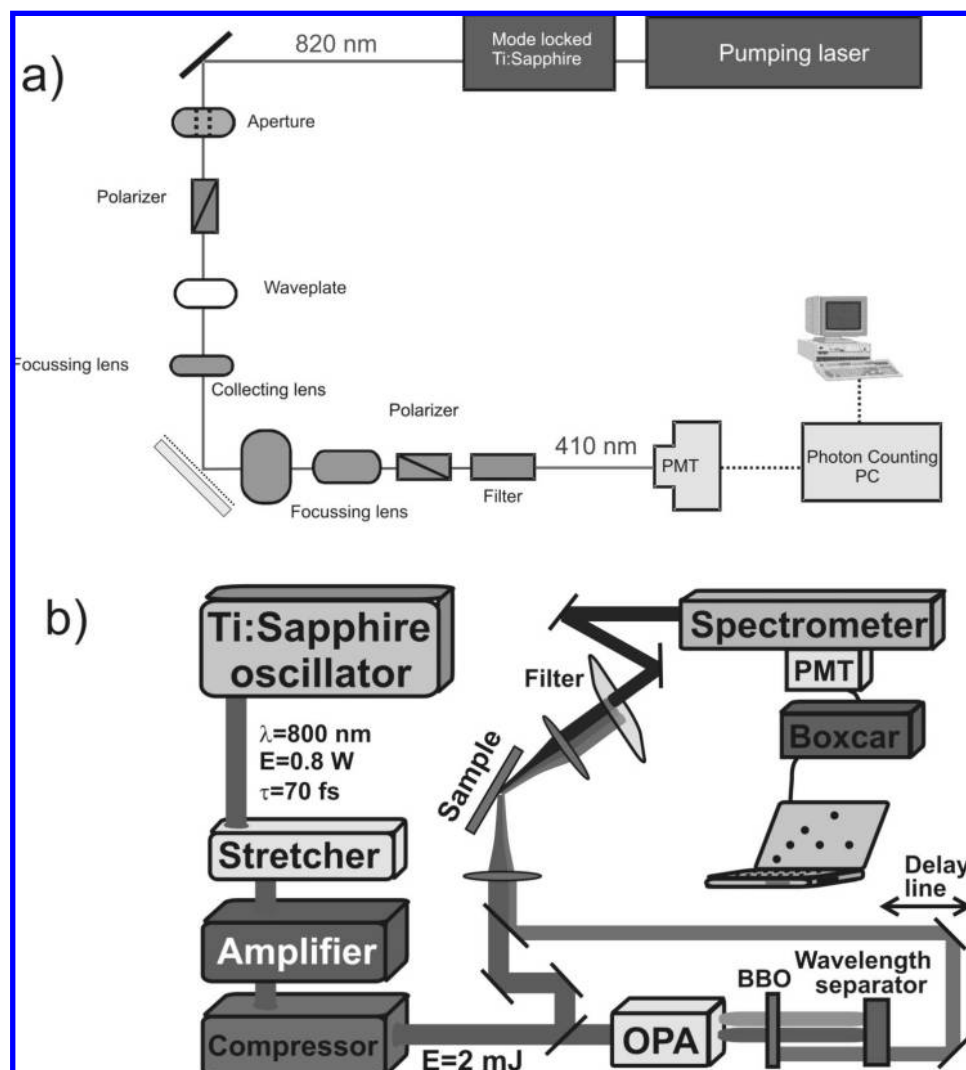 a)
820 nm
Mode locked
Ti:Sapphire
Pumping laser
Aperture
Polarizer
Waveplate
Focussing lens
Collecting lens
Polarizer
410 nm
PMT
Photon Counting
PC
Filter
Focussing lens
b)
Ti:Sapphire
oscillator
Spectrometer
PMT
Filter
Boxcar
λ=800 nm
E=0.8 W
τ=70 fs
Sample
Stretcher
Delay
line
Amplifier
Wavelength
separator
BBO
OPA
Compressor
E=2 mJ